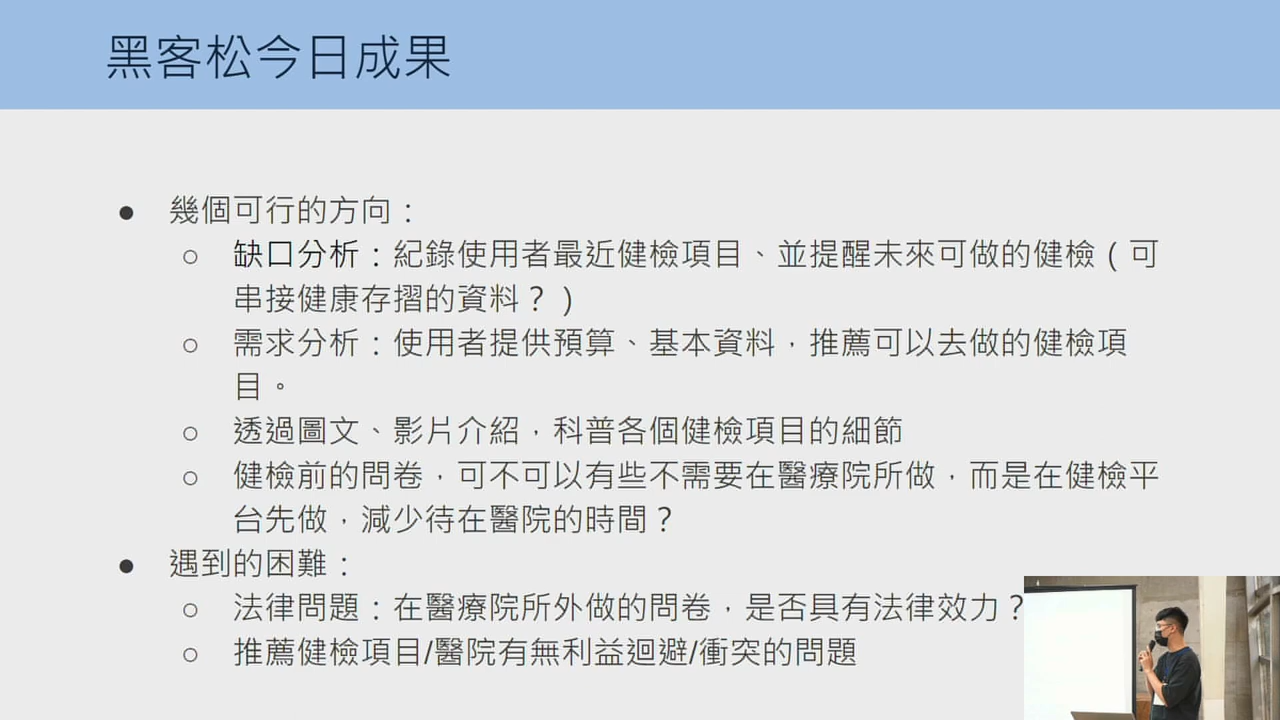 黑客松今日成果
● 幾個可行的方向：
○ 缺口分析：紀錄使用者最近健檢項目、並提醒未來可做的健檢（可
串接健康存摺的資料？）
○ 需求分析：使用者提供預算、基本資料，推薦可以去做的健檢項
目。
○ 透過圖文、影片介紹，科普各個健檢項目的細節
○ 健檢前的問卷，可不可以有些不需要在醫療院所做，而是在健檢平
台先做，減少待在醫院的時間？
● 遇到的困難：
○ 法律問題：在醫療院所外做的問卷，是否具有法律效力？
○ 推薦健檢項目/醫院有無利益迴避/衝突的問題